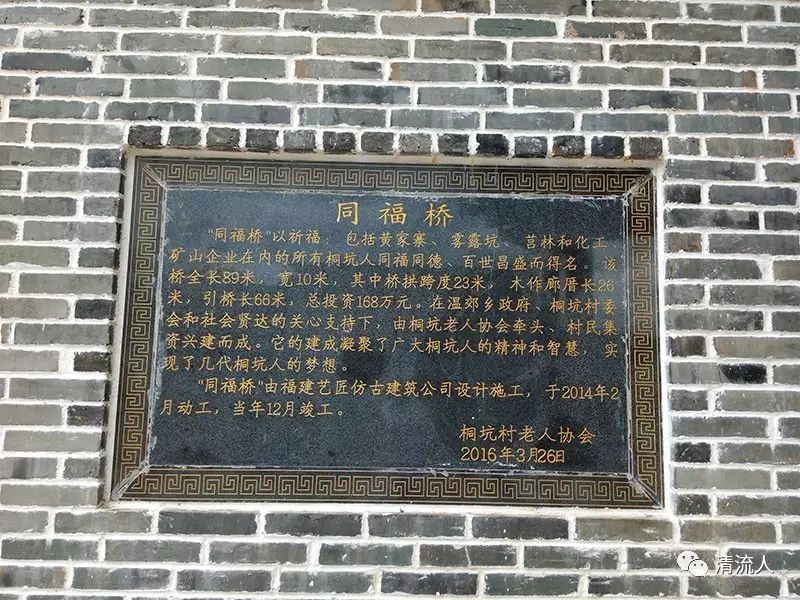 同福桥
"同福桥"以祈福、包括黄家寨、雾露坑、莒林和化工
矿山企业在内的所有桐坑人同福同德、百世昌盛而得名。该
桥全长89米，宽10米，其中桥拱跨度23米，木作廊厝长26
米，引桥长66米，总投资168万元。在温郊乡政府、桐坑村委
会和社会贤达的关心支持下，由桐坑老人协会牵头、村民集
资兴建而成。它的建成凝聚了广大桐坑人的精神和智慧，实
现了几代桐坑人的梦想。
"同福桥"由福建艺匠仿古建筑公司设计施工，于2014年2
月动工，当年12月竣工。
桐坑村老人协会
2016年3月26日
清流人